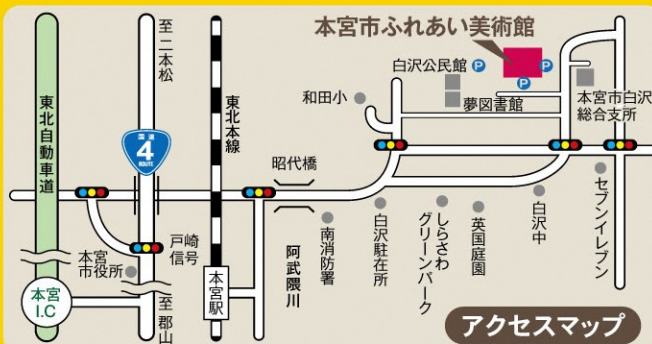 本宮市ふれあい美術館
至二本松
東北自動車道
国道
4
ROUTE
東北本線
白沢公民館
P
P
P
和田小
夢図書館
本宮市白沢
総合支所
昭代橋
戸崎
信号
本宮
市役所
本宮
I.C
至郡山
本宮駅
阿武隈川
南消防署
白沢駐在所
しらさわ
グリーンパーク
英国庭園
白沢中
セブンイレブン
アクセスマップ